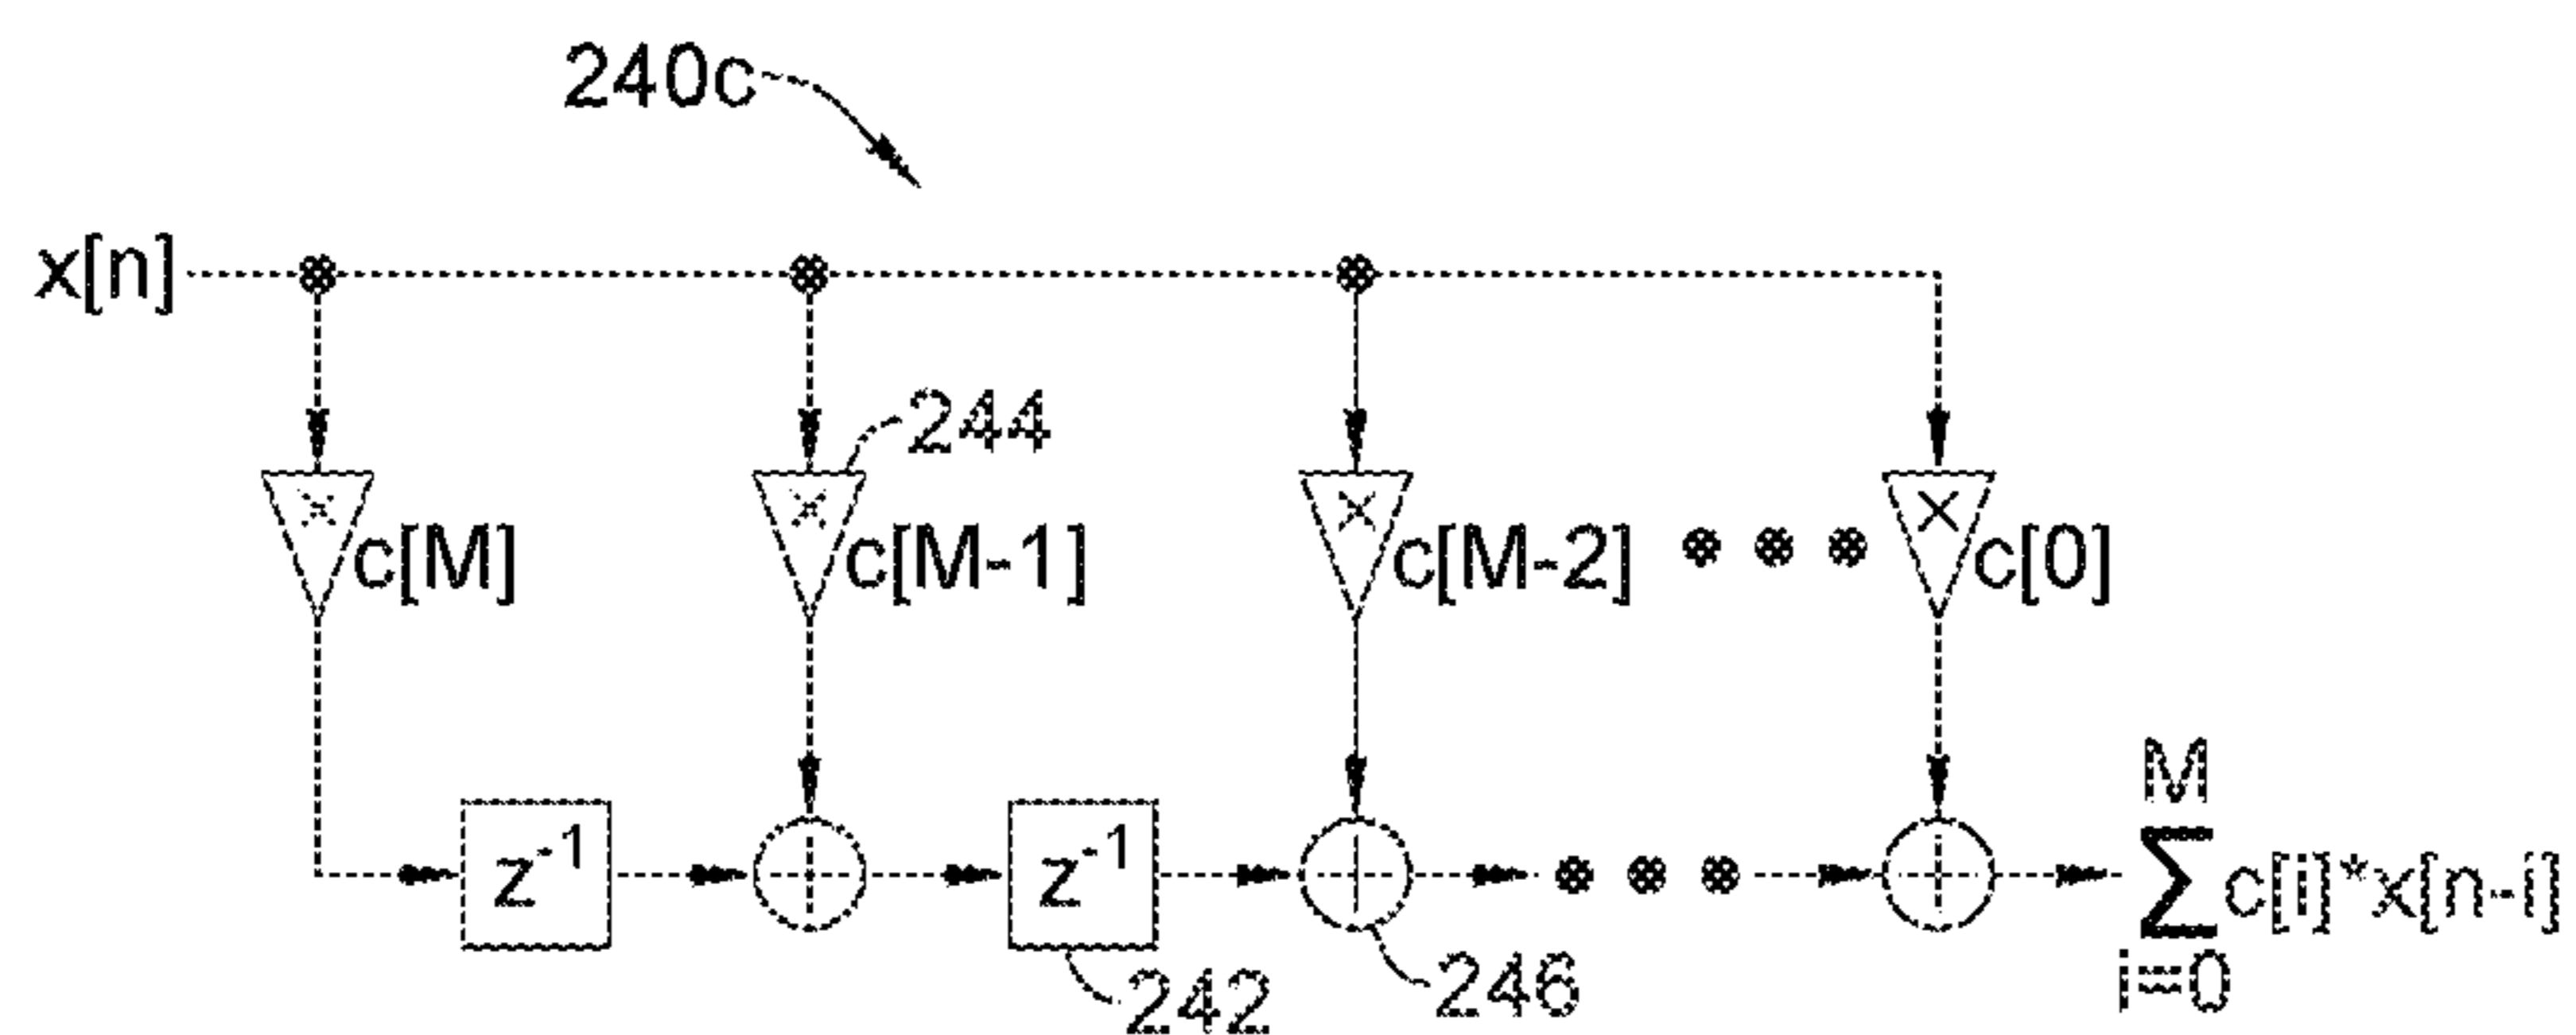 240c
x[n]
244
× × × ×
c[M] c[M-1] c[M-2] • • • c[0]
z⁻¹ + z⁻¹ + • • • +
M
∑ c[i]*x[n-i]
i=0
242 246